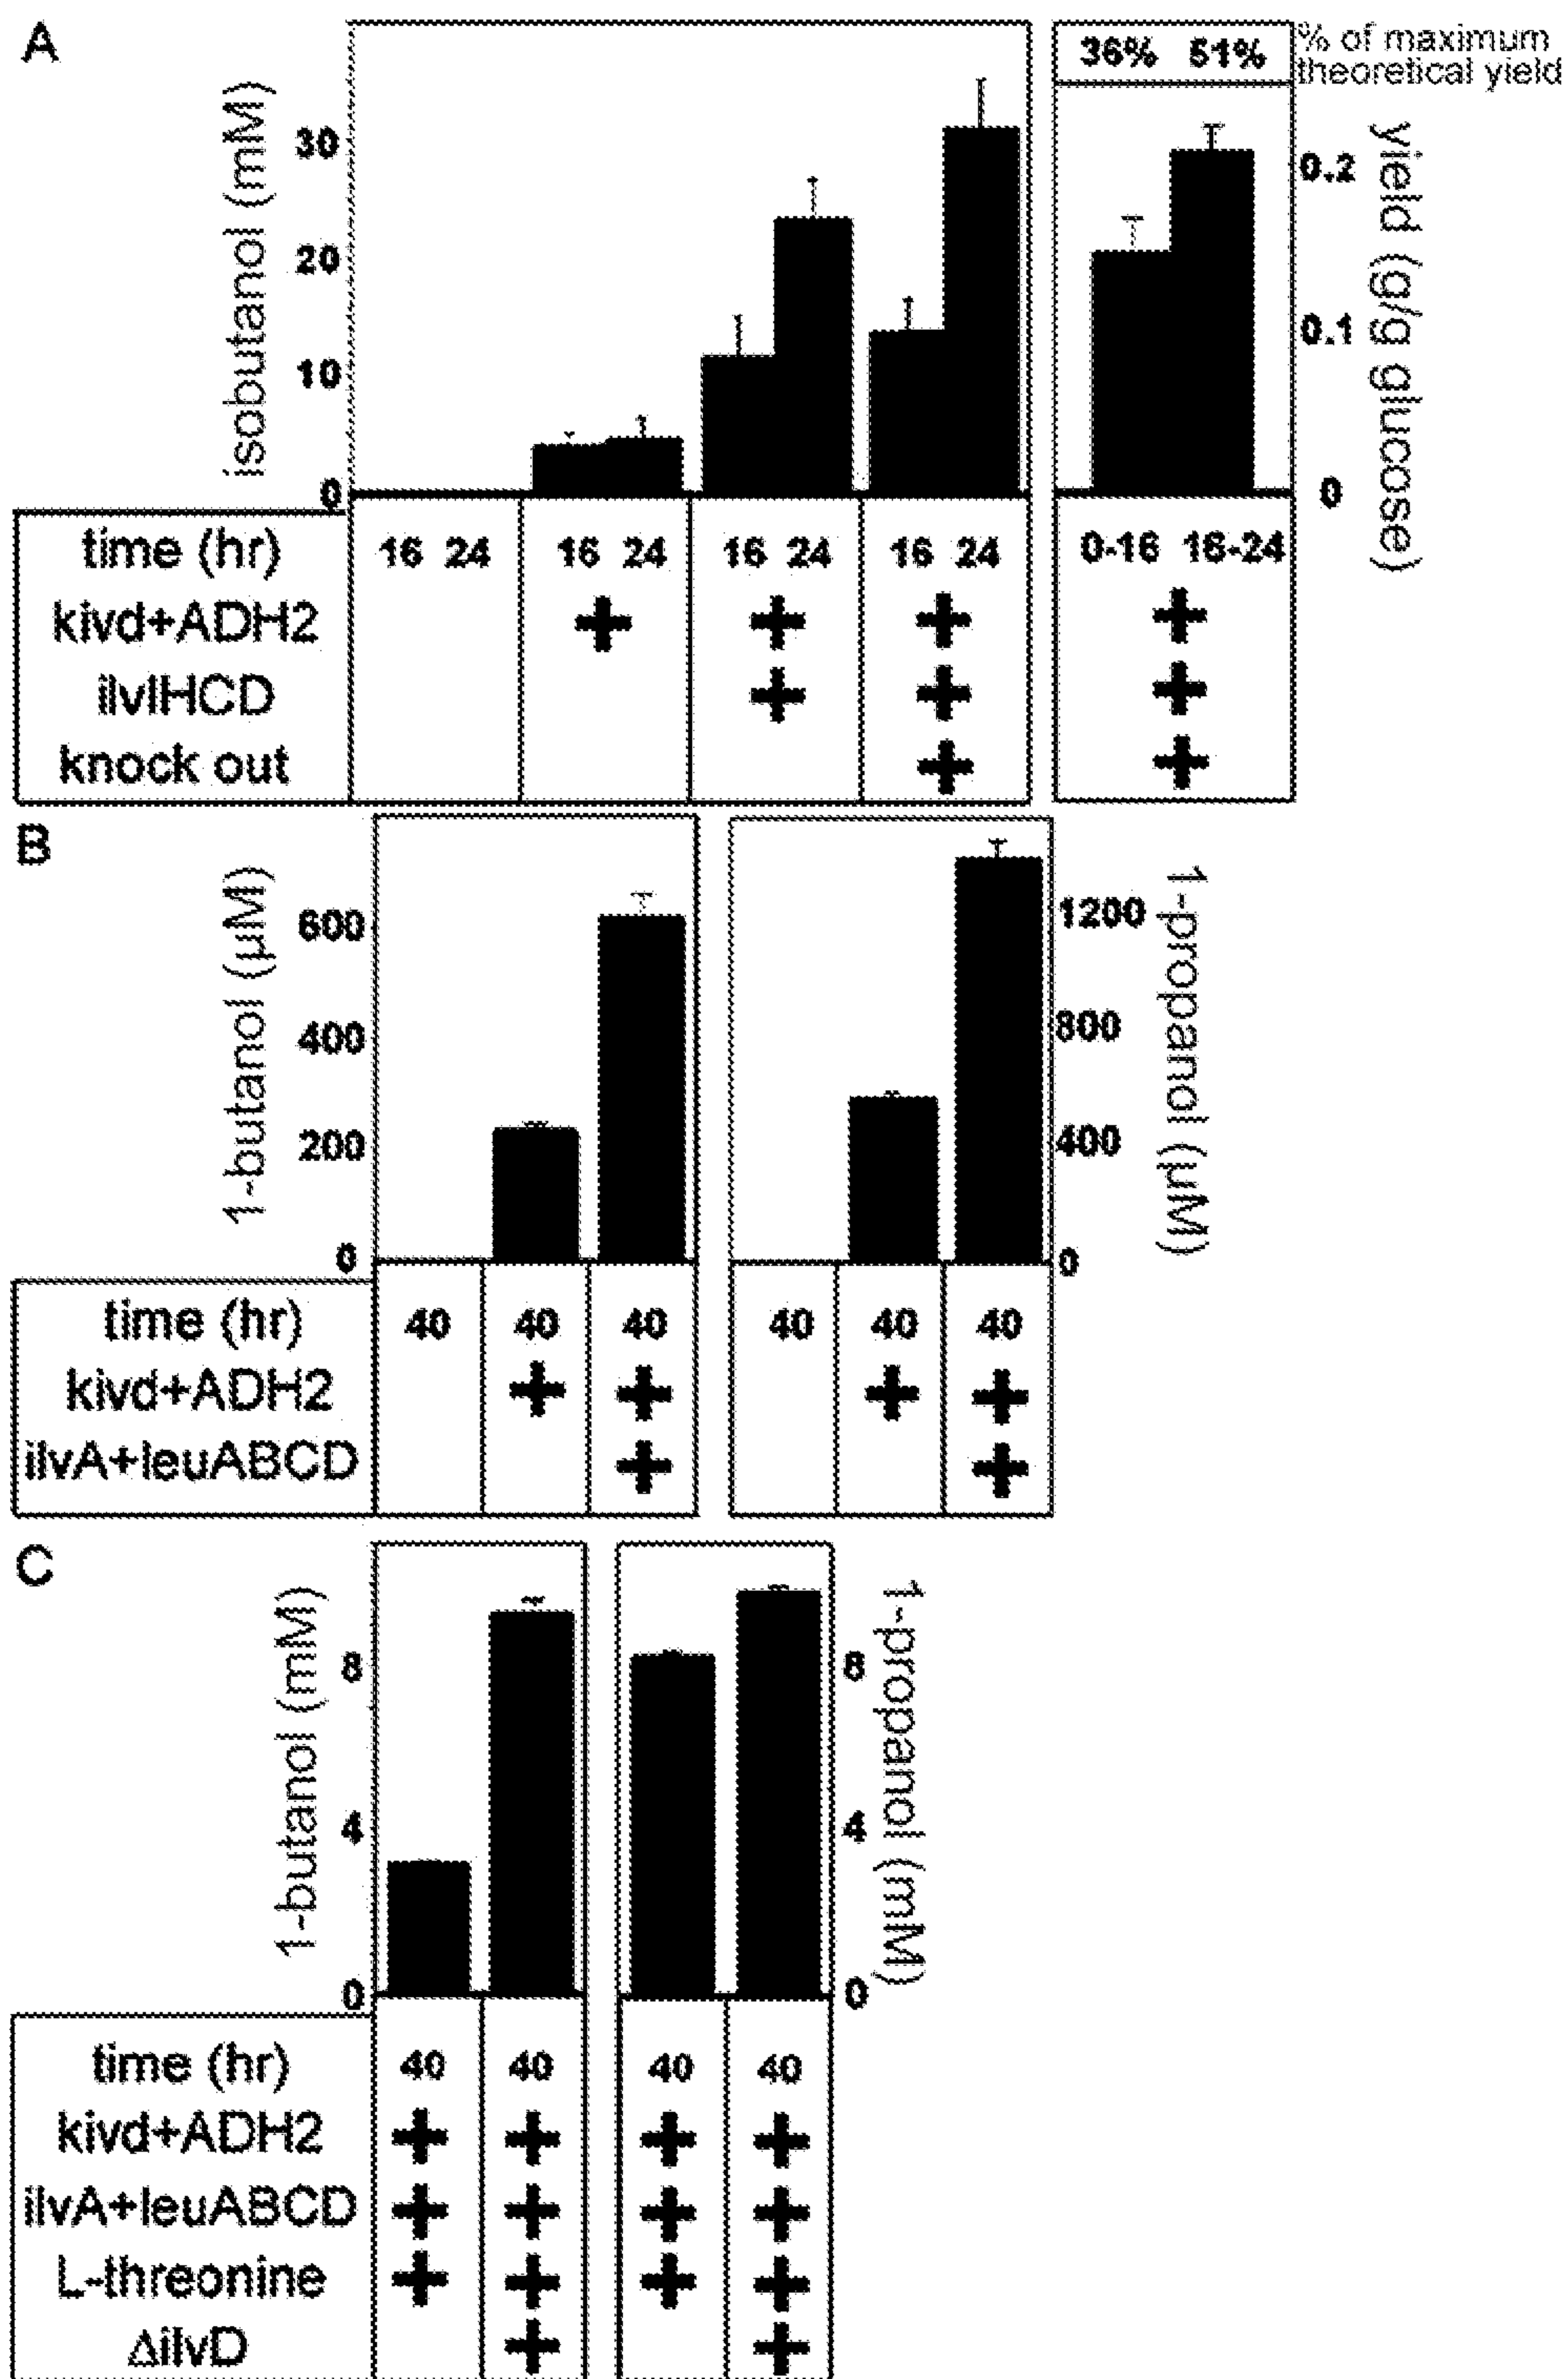 A
36% 51%
% of maximum
theoretical yield
isobutanol (mM)
30
20
10
0
0.2
0.1
0
yield (g/g glucose)
time (hr) 16 24 16 24 16 24 16 24 0-16 16-24
kivd+ADH2 + + + +
ilvIHCD + + +
knock out + +
B
1-butanol (µM)
600
400
200
0
1200
800
400
0
1-propanol (µM)
time (hr) 40 40 40 40 40 40
kivd+ADH2 + + + +
ilvA+leuABCD + +
C
1-butanol (mM)
8
4
0
8
4
0
1-propanol (mM)
time (hr) 40 40 40 40
kivd+ADH2 + + + +
ilvA+leuABCD + + + +
L-threonine + + + +
ΔilvD + +